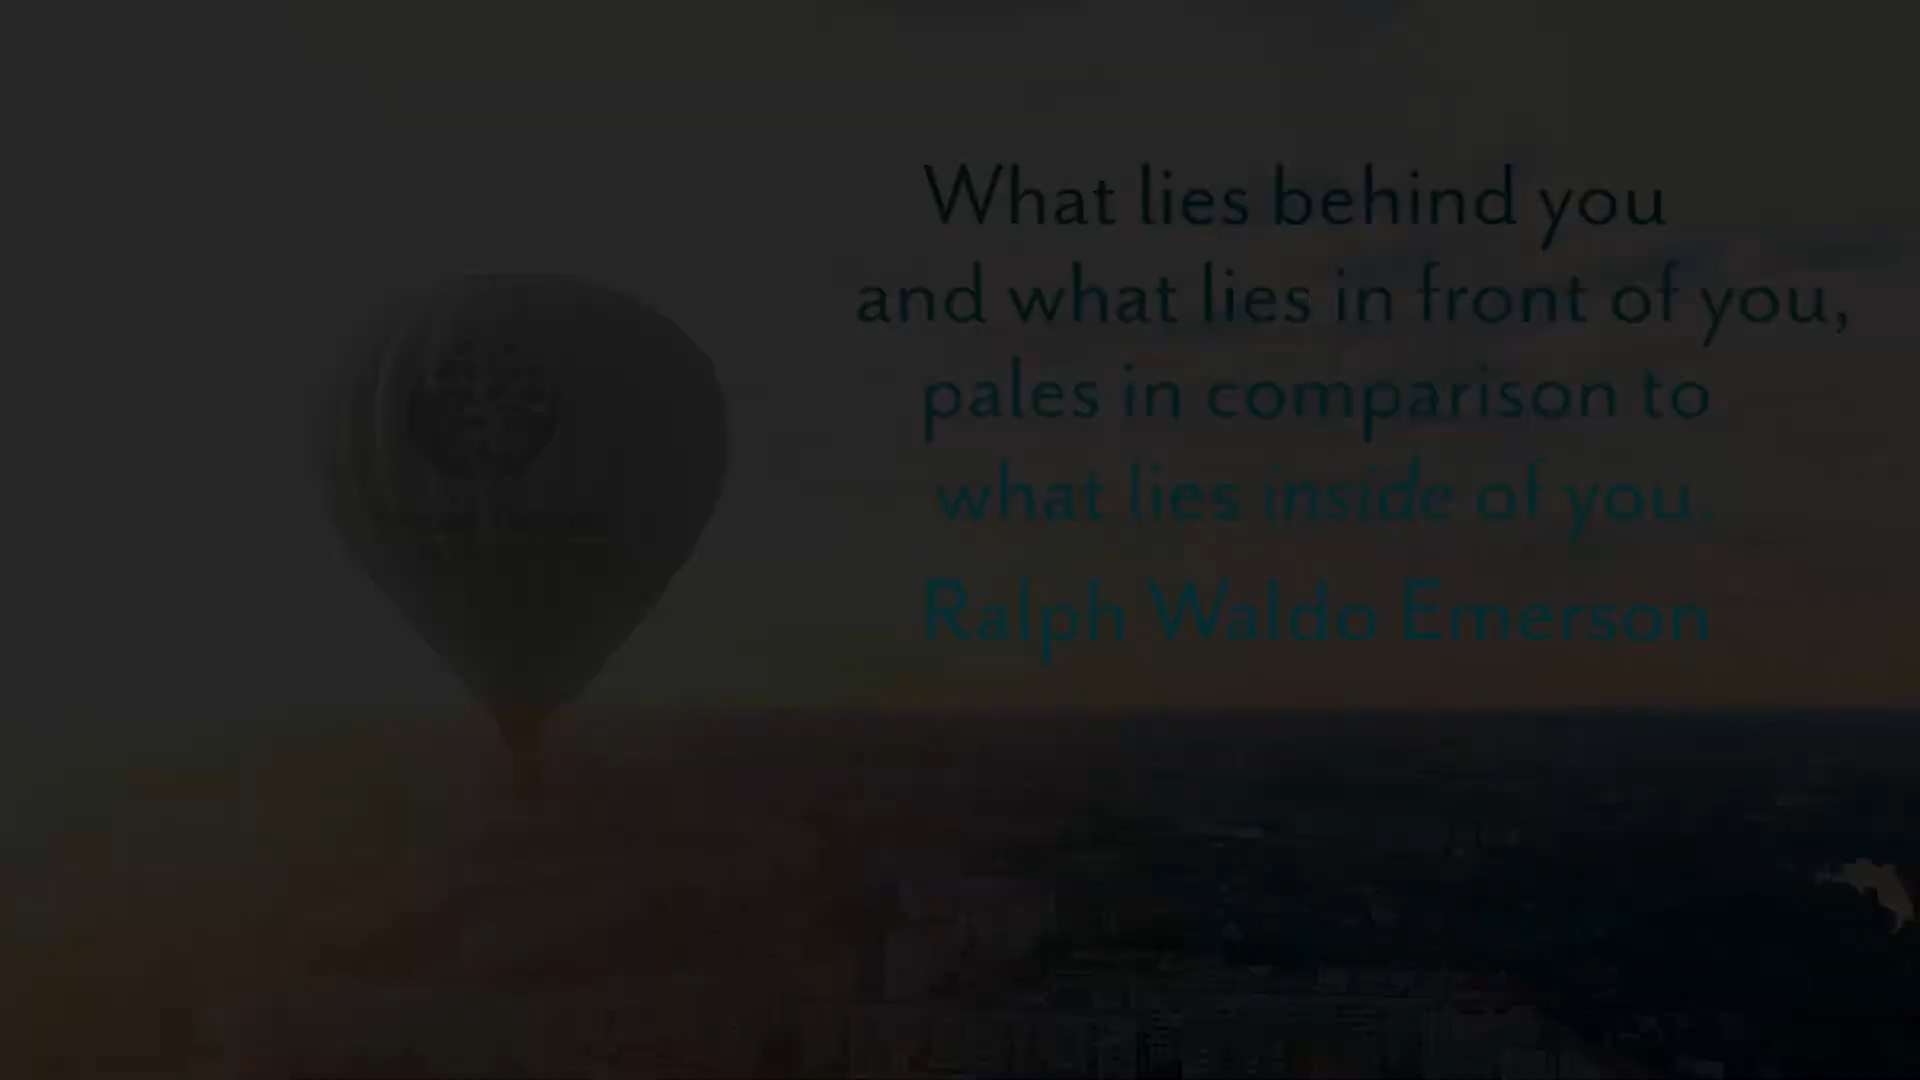 What lies behind you
and what lies in front of you,
pales in comparison to
what lies inside of you.
Ralph Waldo Emerson